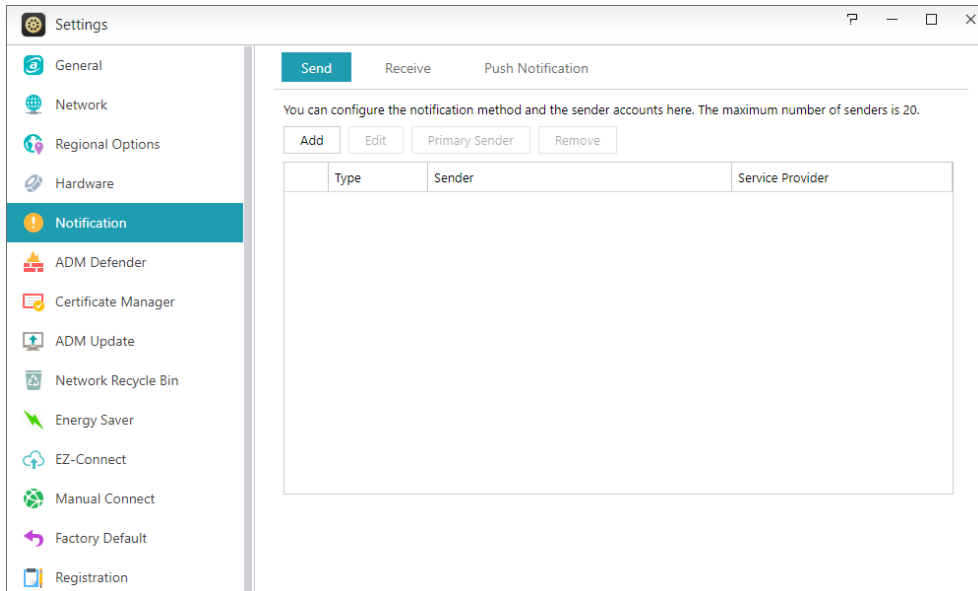 Settings
General
Network
Regional Options
Hardware
Notification
ADM Defender
Certificate Manager
ADM Update
Network Recycle Bin
Energy Saver
EZ-Connect
Manual Connect
Factory Default
Registration
Send Receive Push Notification
You can configure the notification method and the sender accounts here. The maximum number of senders is 20.
Add Edit Primary Sender Remove
Type Sender Service Provider